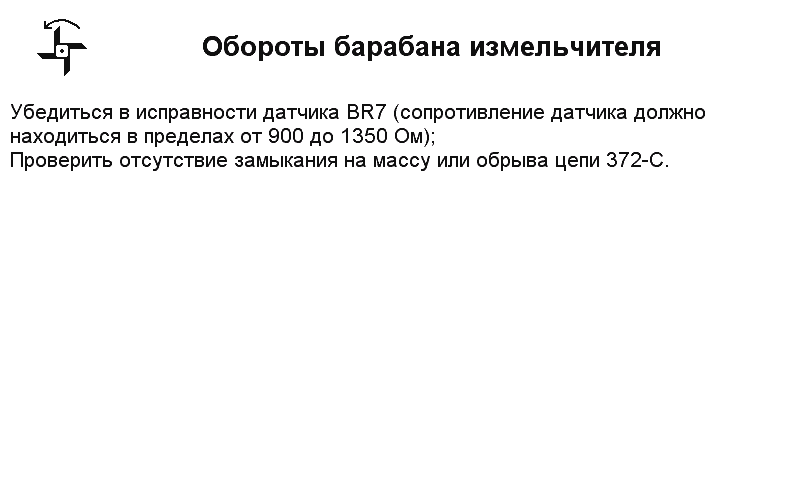 Обороты барабана измельчителя
Убедиться в исправности датчика BR7 (сопротивление датчика должно
находиться в пределах от 900 до 1350 Ом);
Проверить отсутствие замыкания на массу или обрыва цепи 372-С.